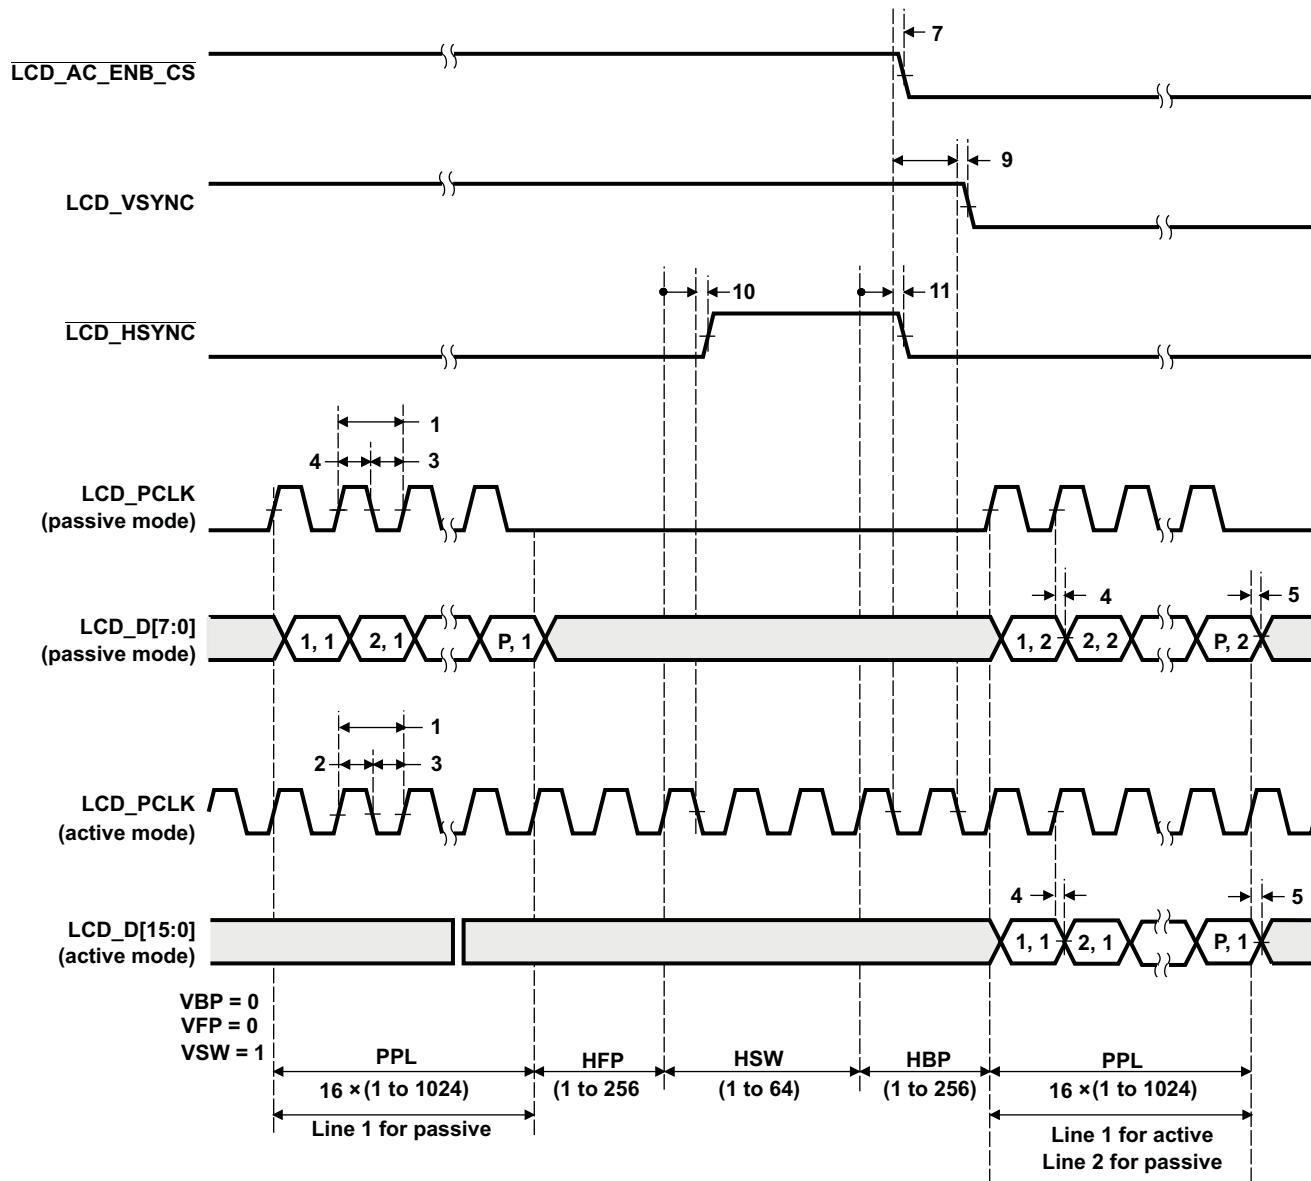 7
LCD_AC_ENB_CS
9
LCD_VSYNC
10
11
LCD_HSYNC
1
4
3
LCD_PCLK
(passive mode)
4
5
LCD_D[7:0]
(passive mode)
1, 1
2, 1
P, 1
1, 2
2, 2
P, 2
1
2
3
LCD_PCLK
(active mode)
4
5
LCD_D[15:0]
(active mode)
1, 1
2, 1
P, 1
VBP = 0
VFP = 0
VSW = 1
PPL
HFP
HSW
HBP
PPL
16 × (1 to 1024)
(1 to 256
(1 to 64)
(1 to 256)
16 × (1 to 1024)
Line 1 for passive
Line 1 for active
Line 2 for passive